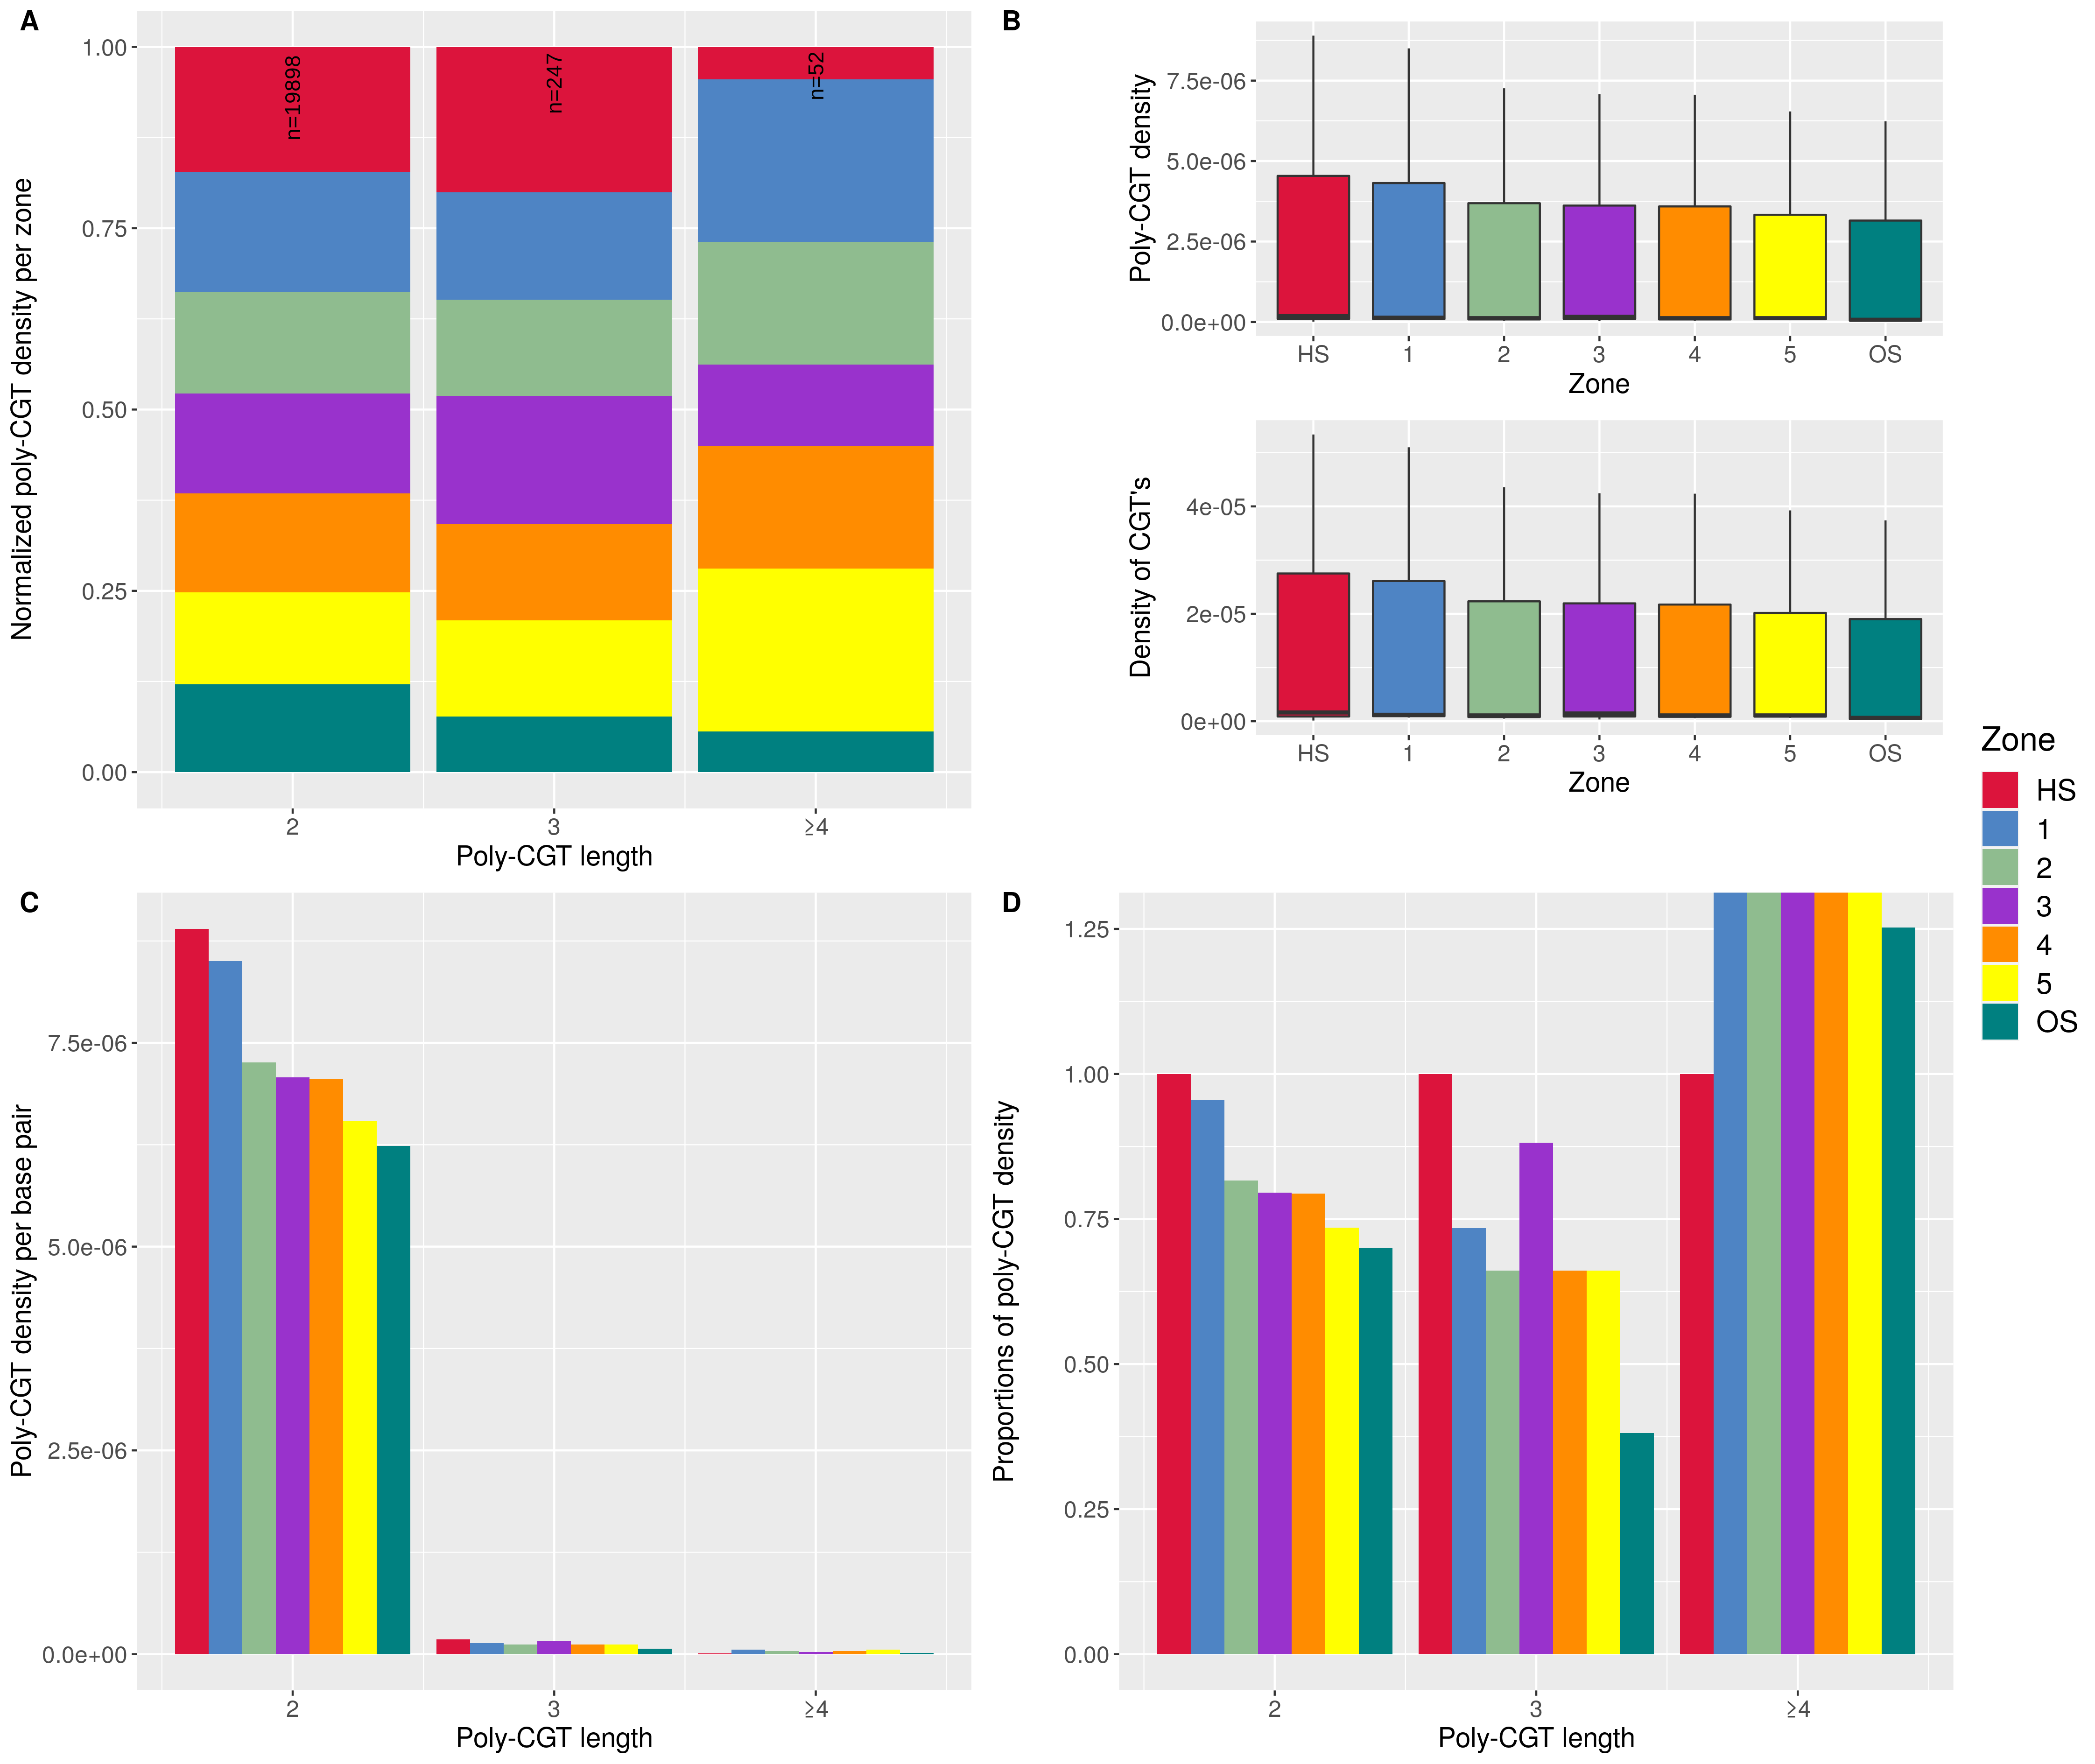 A
Normalized poly-CGT density per zone
1.00
0.75
0.50
0.25
0.00
n=19898
n=247
n=52
2
3
≥4
Poly-CGT length
B
Poly-CGT density
7.5e-06
5.0e-06
2.5e-06
0.0e+00
HS
1
2
3
4
5
OS
Zone
Density of CGT's
4e-05
2e-05
0e+00
HS
1
2
3
4
5
OS
Zone
Zone
HS
1
2
3
4
5
OS
C
Poly-CGT density per base pair
7.5e-06
5.0e-06
2.5e-06
0.0e+00
2
3
≥4
Poly-CGT length
D
Proportions of poly-CGT density
1.25
1.00
0.75
0.50
0.25
0.00
2
3
≥4
Poly-CGT length